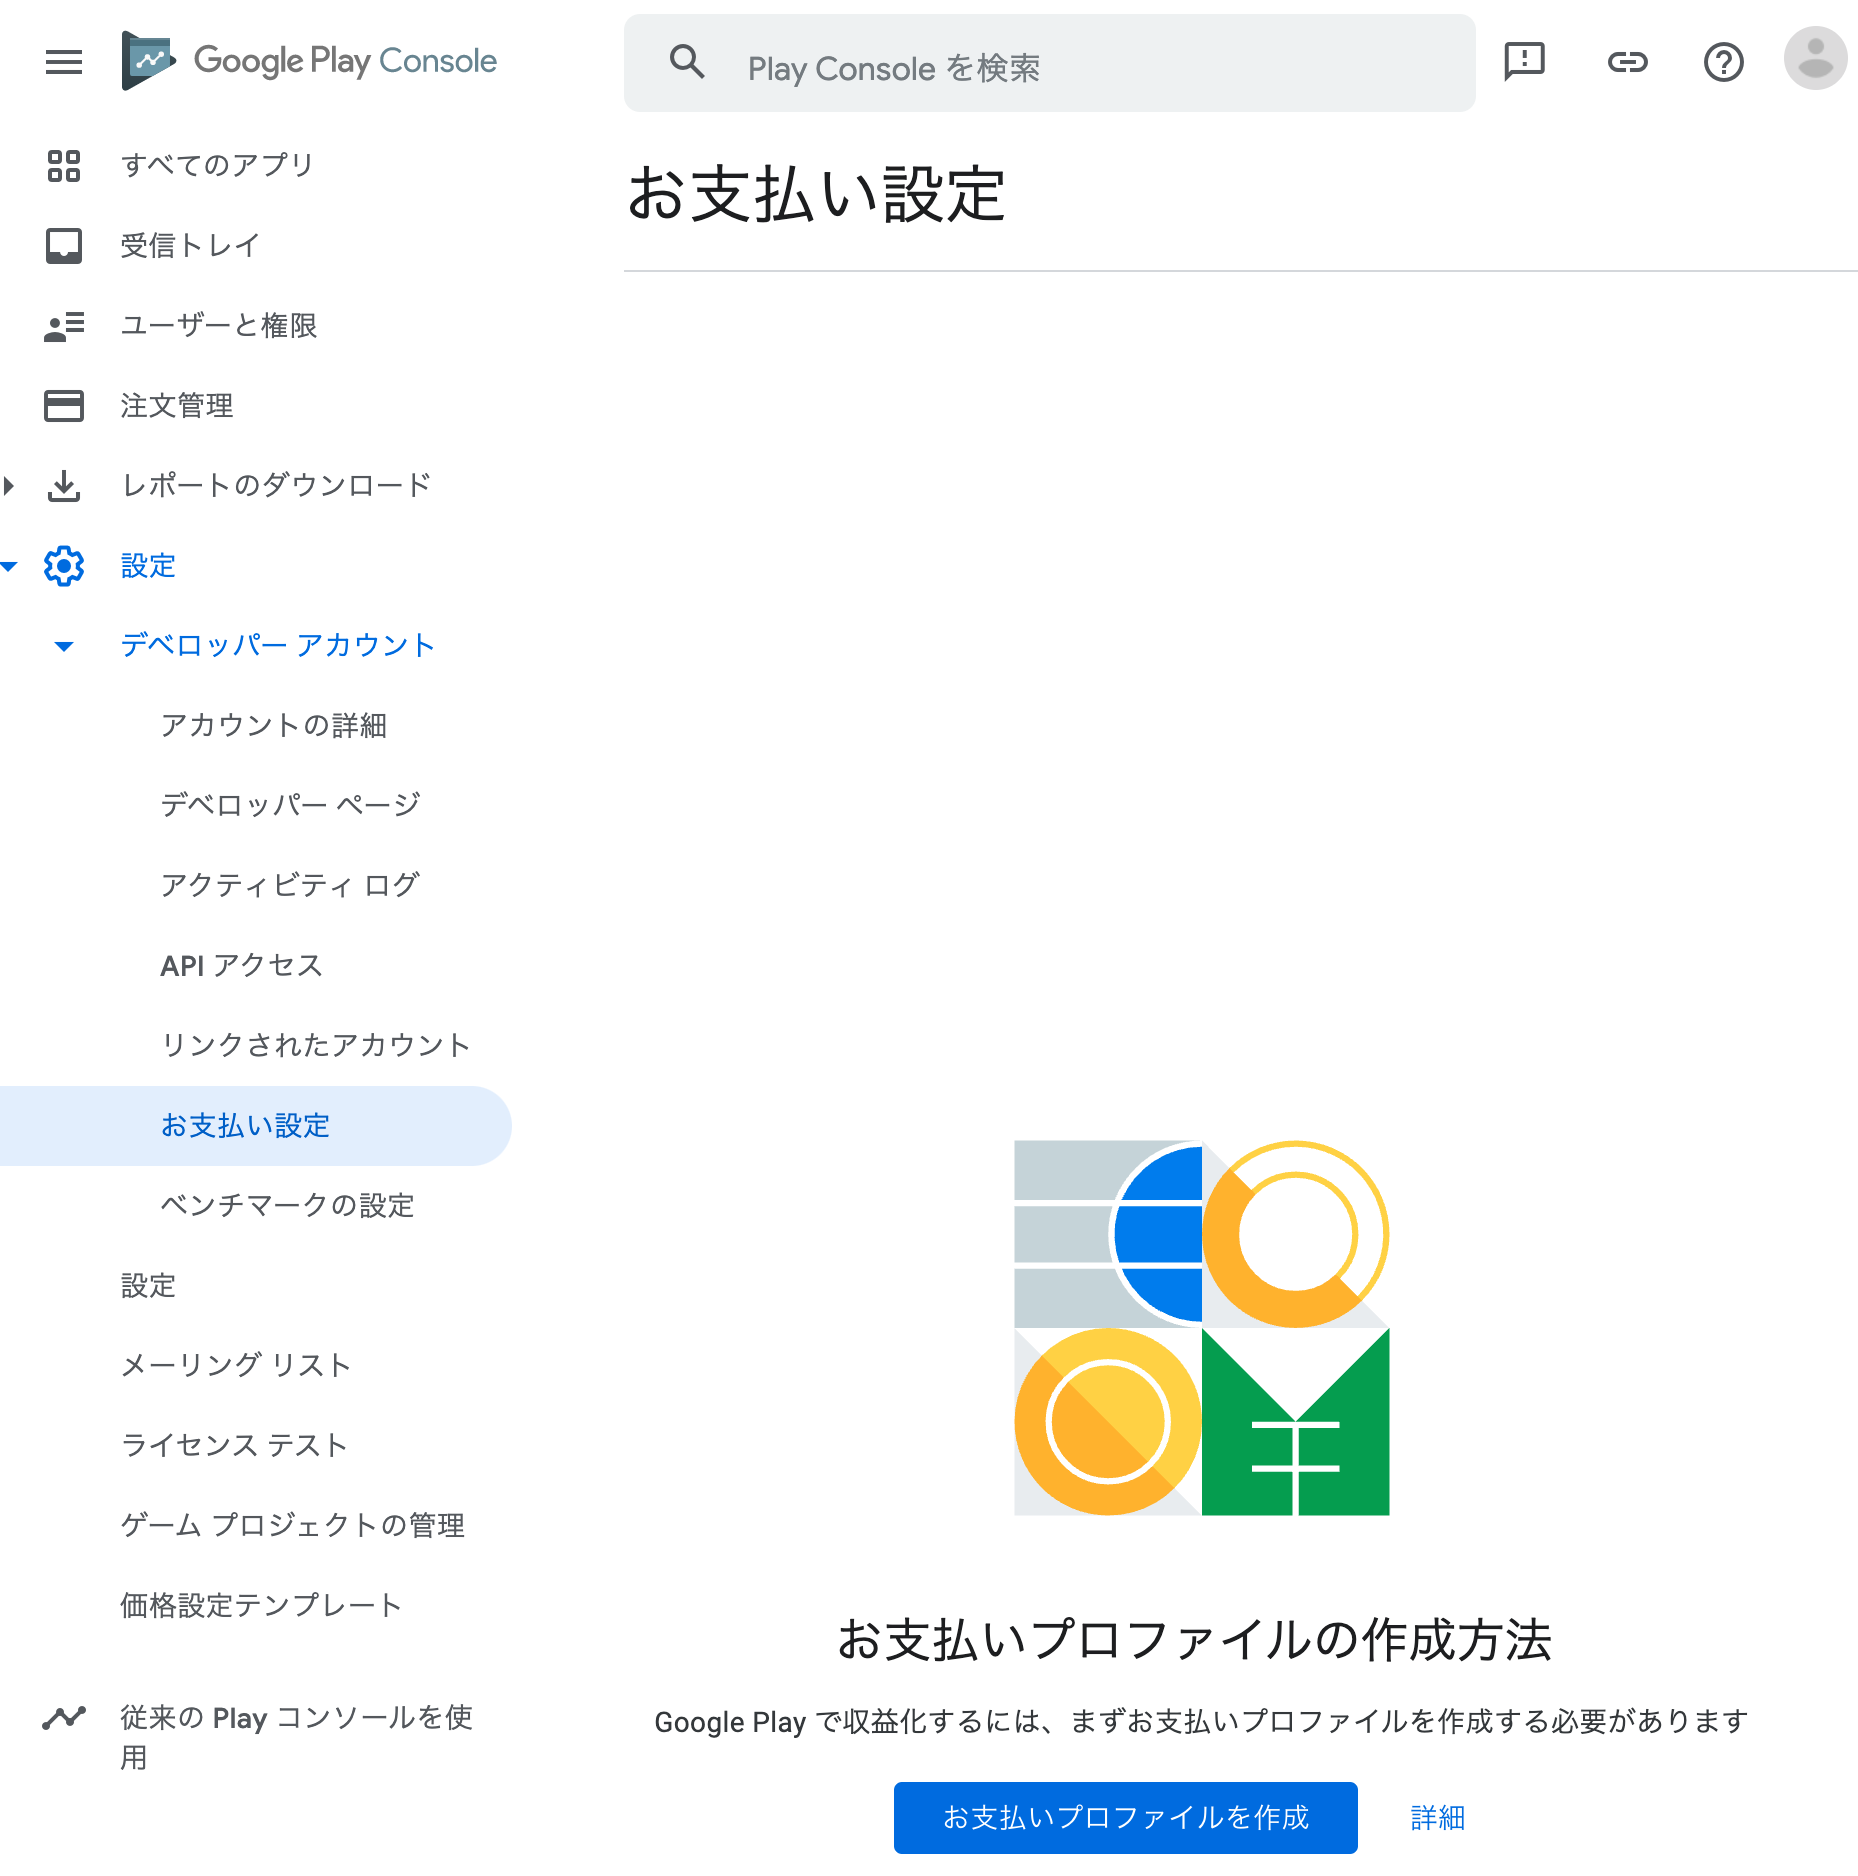 Google Play Console
Play Console を検索
すべてのアプリ
受信トレイ
ユーザーと権限
注文管理
レポートのダウンロード
設定
デベロッパー アカウント
アカウントの詳細
デベロッパー ページ
アクティビティ ログ
API アクセス
リンクされたアカウント
お支払い設定
ベンチマークの設定
設定
メーリング リスト
ライセンス テスト
ゲーム プロジェクトの管理
価格設定テンプレート
従来の Play コンソールを使
用
お支払い設定
お支払いプロファイルの作成方法
Google Play で収益化するには、まずお支払いプロファイルを作成する必要があります
お支払いプロファイルを作成
詳細